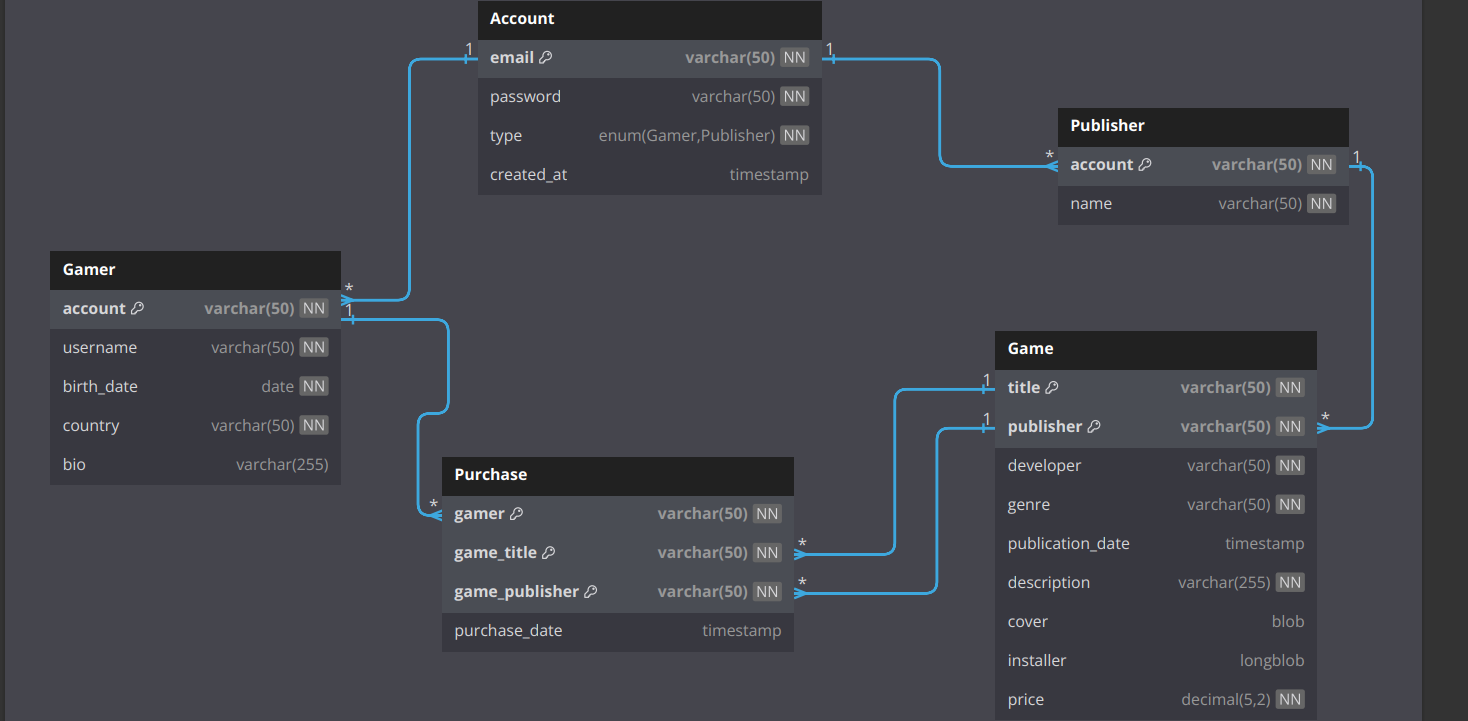 Account
1 email varchar(50) NN 1
password varchar(50) NN
type enum(Gamer,Publisher) NN
created_at timestamp
Publisher
* account varchar(50) NN 1
name varchar(50) NN
Gamer
*
account varchar(50) NN 1
username varchar(50) NN
birth_date date NN
country varchar(50) NN
bio varchar(255)
Game
1 title varchar(50) NN
1 publisher varchar(50) NN *
developer varchar(50) NN
genre varchar(50) NN
publication_date timestamp
description varchar(255) NN
cover blob
installer longblob
price decimal(5,2) NN
Purchase
* gamer varchar(50) NN
game_title varchar(50) NN *
game_publisher varchar(50) NN *
purchase_date timestamp